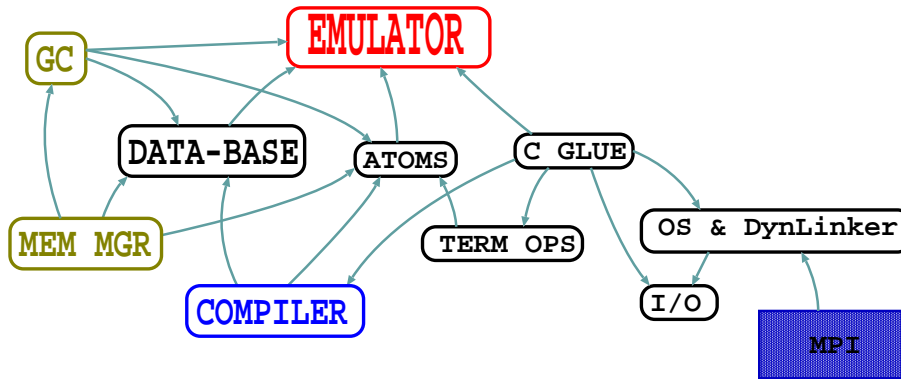 EMULATOR
GC
DATA-BASE
ATOMS
C GLUE
MEM MGR
TERM OPS
OS & DynLinker
COMPILER
I/O
MPI